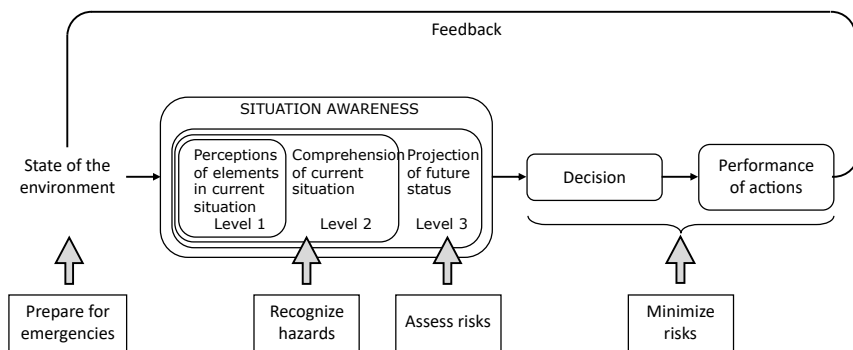 Feedback
SITUATION AWARENESS
State of the
environment
Perceptions
of elements
in current
situation
Level 1
Comprehension
of current
situation
Level 2
Projection
of future
status
Level 3
Decision
Performance
of actions
Prepare for
emergencies
Recognize
hazards
Assess risks
Minimize
risks